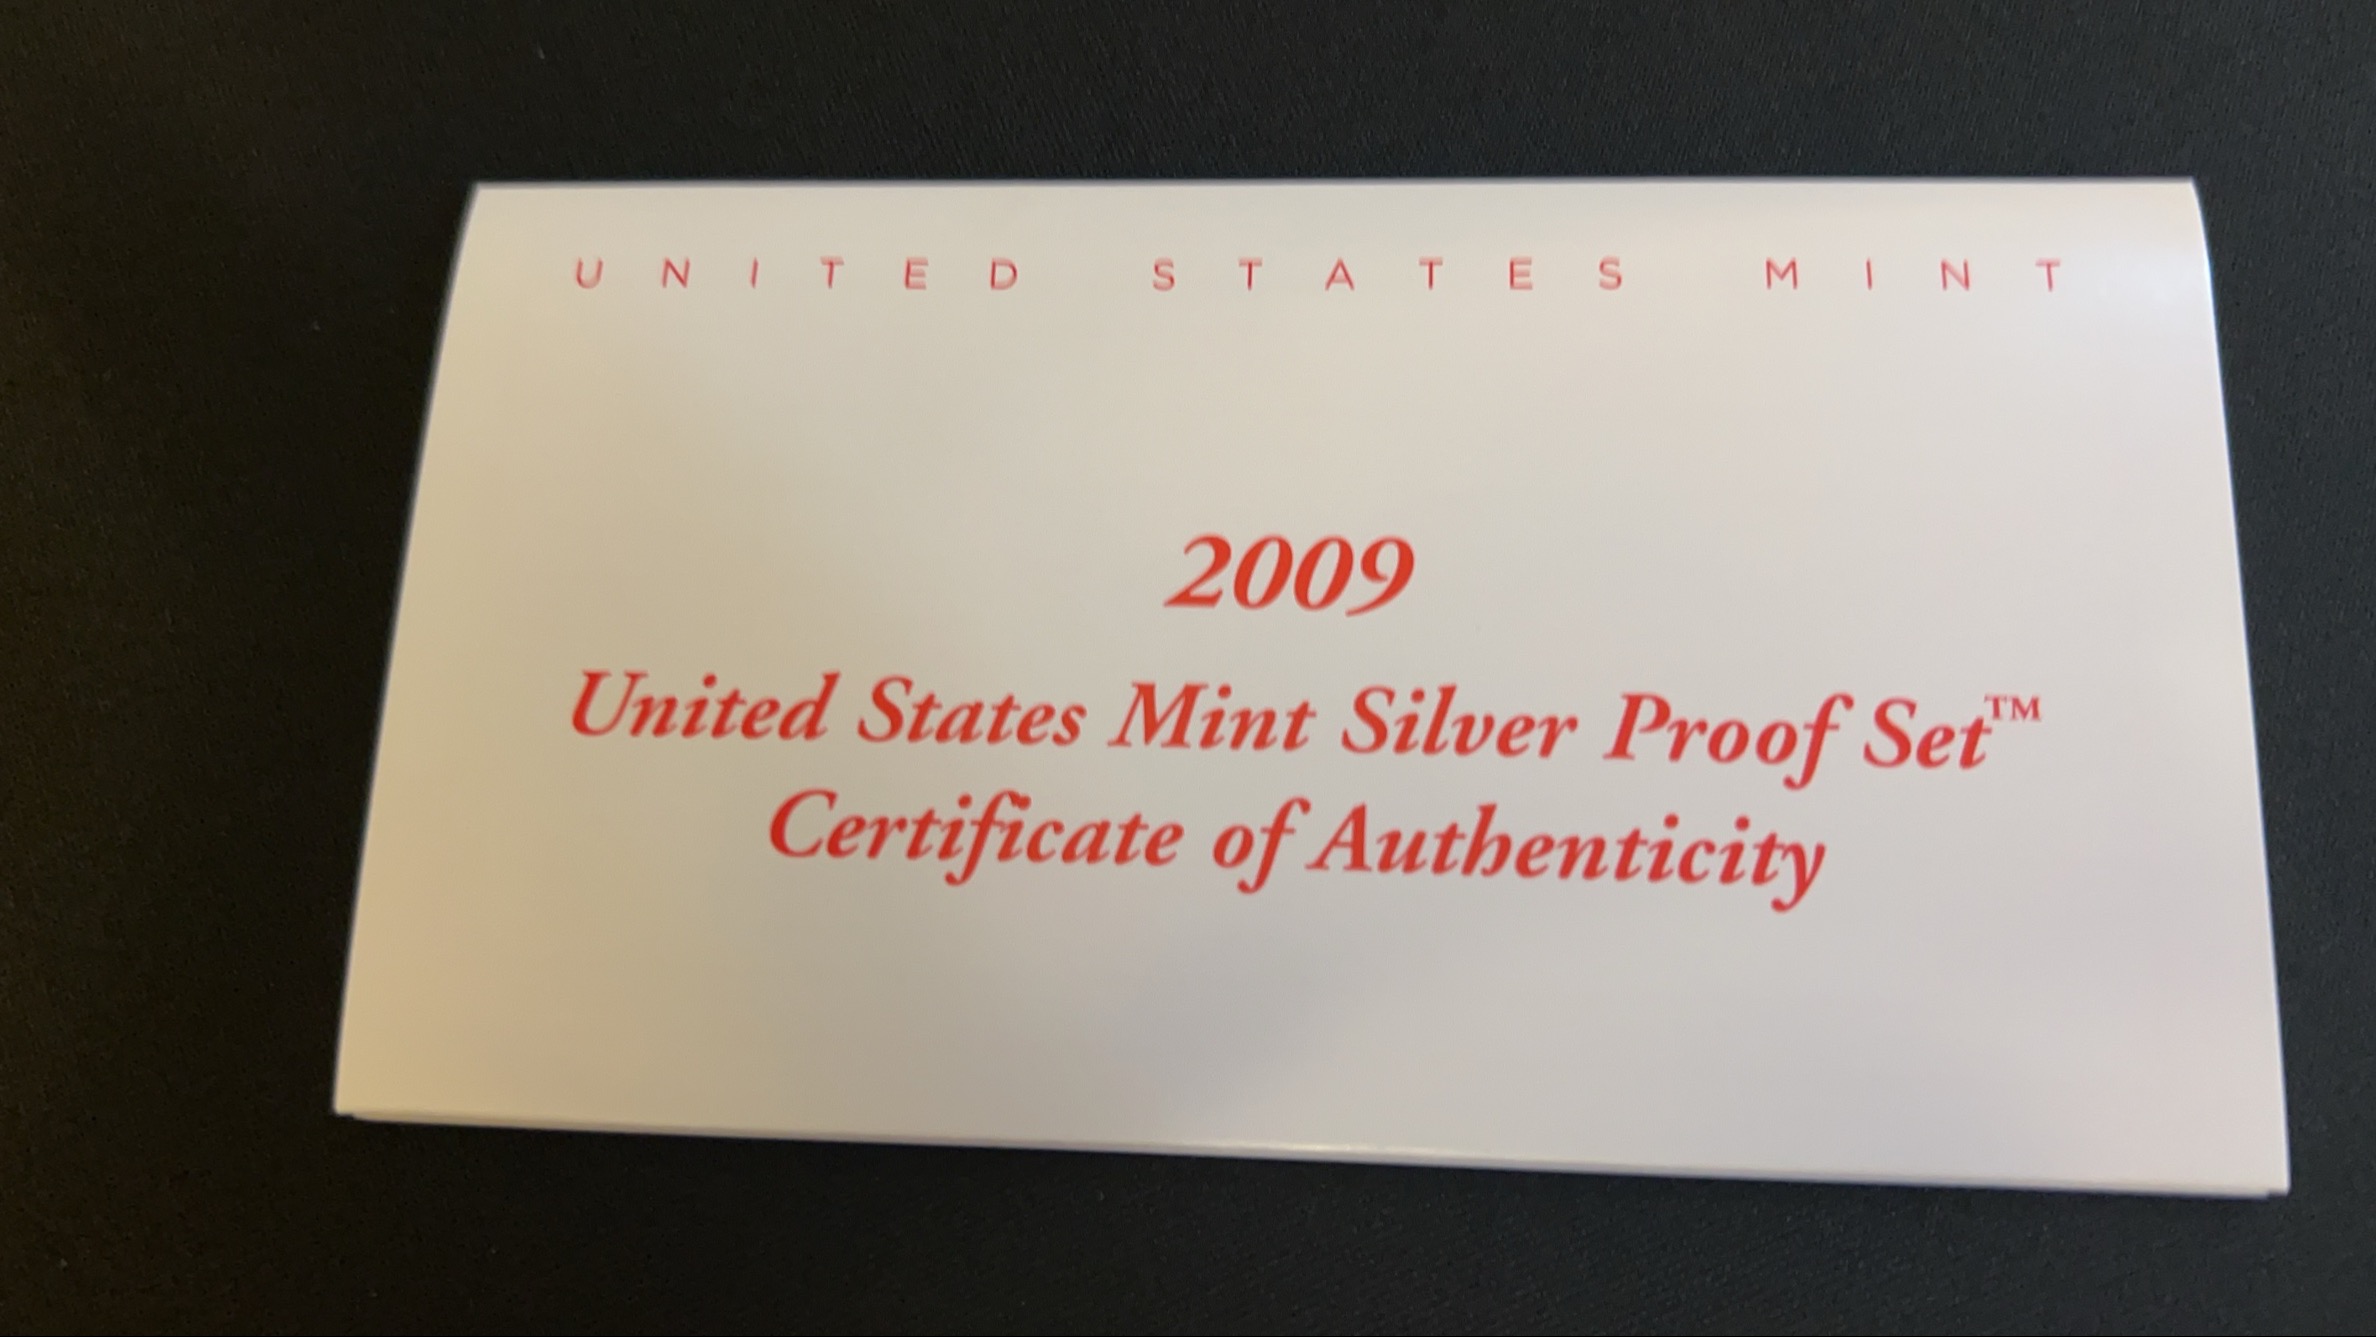 UNITED STATES MINT
2009
United States Mint Silver Proof Set™
Certificate of Authenticity